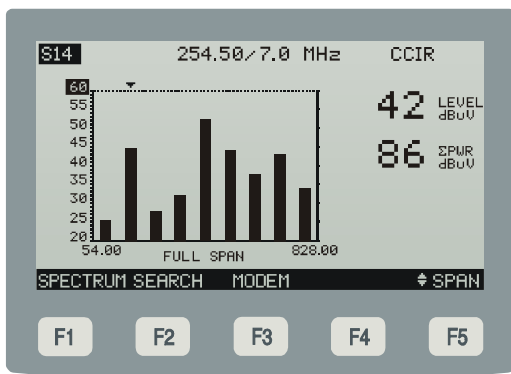 S14 254.50/7.0 MHz CCIR
60
55
50
45
40
35
30
25
20
42 LEVEL dBuV
86 ΣPWR dBuV
54.00 FULL SPAN 828.00
SPECTRUM SEARCH MODEM SPAN
F1 F2 F3 F4 F5